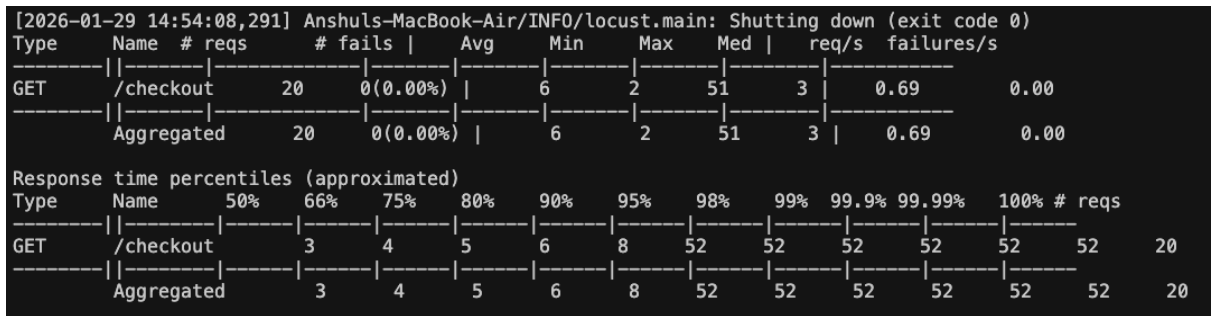 [2026-01-29 14:54:08,291] Anshuls-MacBook-Air/INFO/locust.main: Shutting down (exit code 0)
Type     Name  # reqs      # fails |    Avg     Min     Max    Med |   req/s  failures/s
--------||-------|-------------|-------|-------|-------|-------|--------|-----------
GET      /checkout      20     0(0.00%) |      6       2      51      3 |    0.69        0.00
--------||-------|-------------|-------|-------|-------|-------|--------|-----------
         Aggregated      20     0(0.00%) |      6       2      51      3 |    0.69        0.00
Response time percentiles (approximated)
Type     Name      50%    66%    75%    80%    90%    95%    98%    99%  99.9% 99.99%   100% # reqs
--------||--------|------|------|------|------|------|------|------|------|------|------|------
GET      /checkout        3      4      5      6      8     52     52     52     52     52     52     20
--------||--------|------|------|------|------|------|------|------|------|------|------|------
         Aggregated        3      4      5      6      8     52     52     52     52     52     52     20